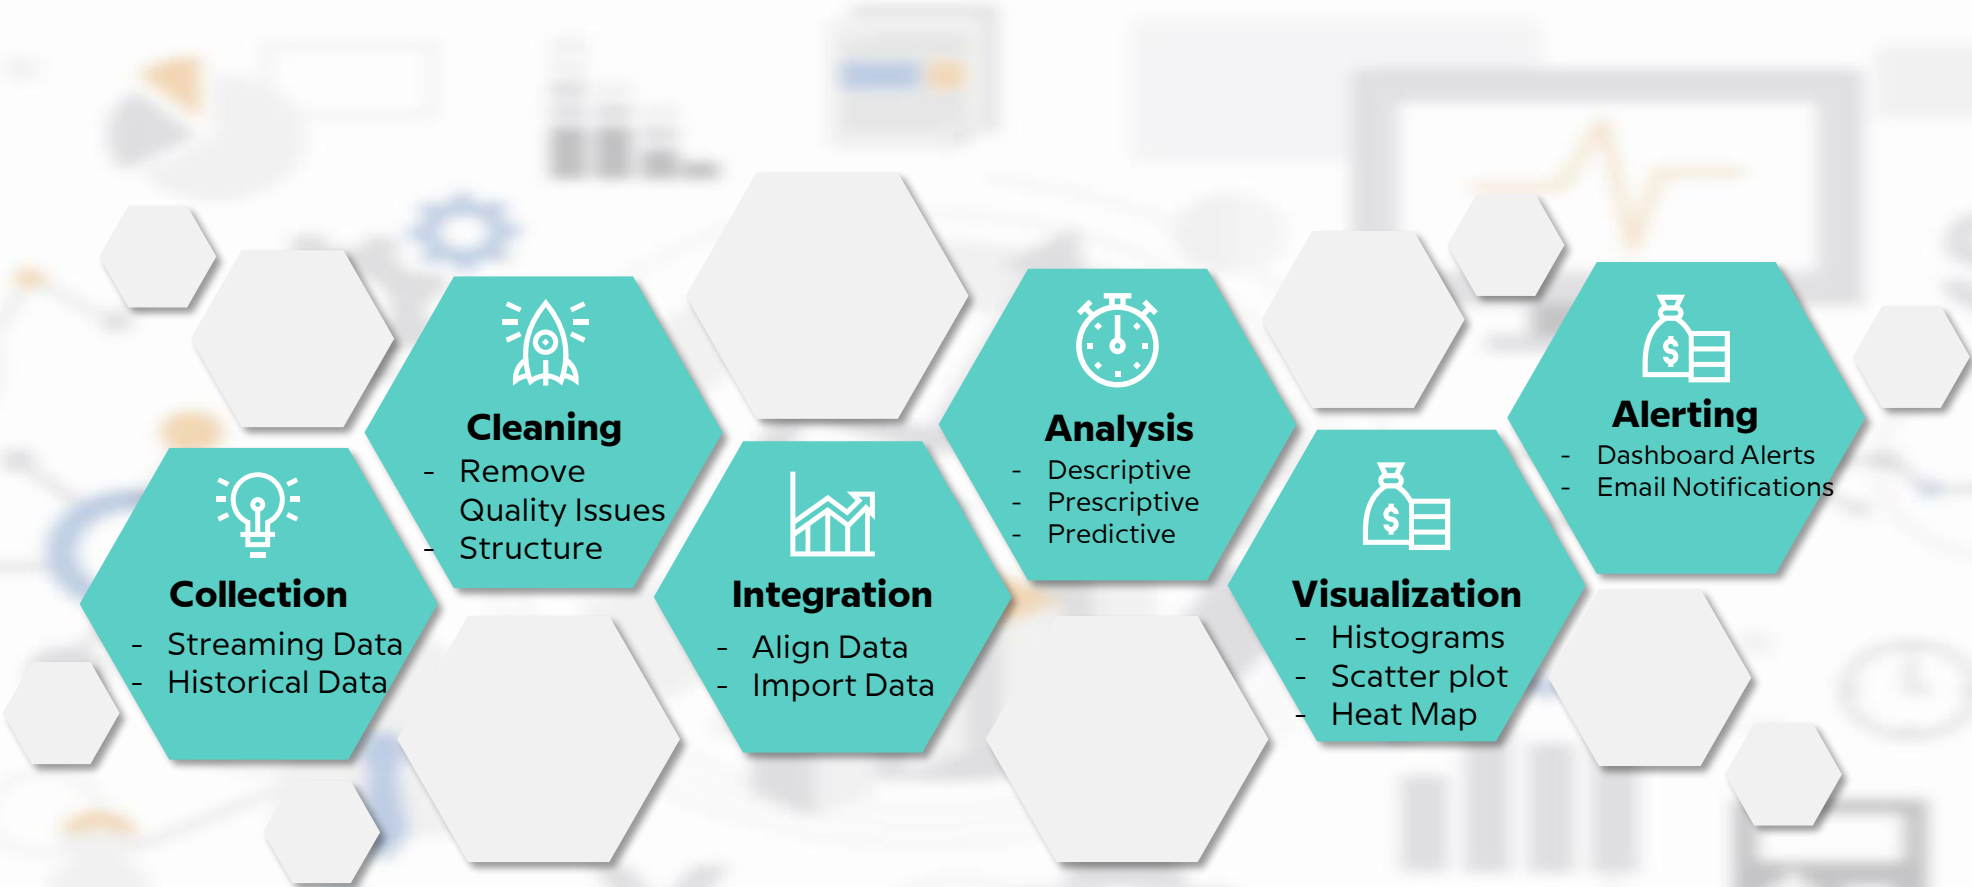 Collection
- Streaming Data
- Historical Data
Cleaning
- Remove
Quality Issues
- Structure
Integration
- Align Data
- Import Data
Analysis
- Descriptive
- Prescriptive
- Predictive
Visualization
- Histograms
- Scatter plot
- Heat Map
Alerting
- Dashboard Alerts
- Email Notifications
$
$